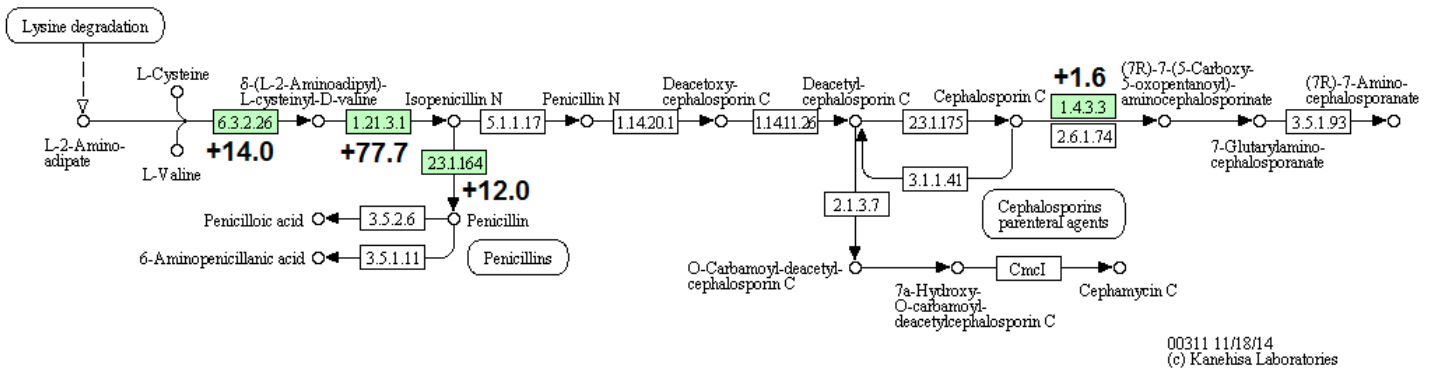 Lysine degradation
L-Cysteine
δ-(L-2-Aminoadipyl)-
L-cysteinyl-D-valine
Isopenicillin N
Penicillin N
Deacetoxy-
cephalosporin C
Deacetyl-
cephalosporin C
Cephalosporin C
+1.6
(7R)-7-(5-Carboxy-
5-oxopentanoyl)-
aminocephalosporinate
(7R)-7-Amino-
cephalosporanate
6.3.2.26
1.21.3.1
5.1.1.17
1.14.20.1
1.14.11.26
2.3.1.175
1.4.3.3
2.6.1.74
3.5.1.93
L-2-Amino-
adipate
L-Valine
+14.0
+77.7
2.3.1.164
+12.0
3.1.1.41
7-Glutarylamino-
cephalosporanate
2.1.3.7
Cephalosporins
parenteral agents
Penicilloic acid
3.5.2.6
Penicillin
6-Aminopenicillanic acid
3.5.1.11
Penicillins
O-Carbamoyl-deacetyl-
cephalosporin C
CmcI
7a-Hydroxy-
O-carbamoyl-
deacetylcephalosporin C
Cephamycin C
00311 11/18/14
(c) Kanehisa Laboratories